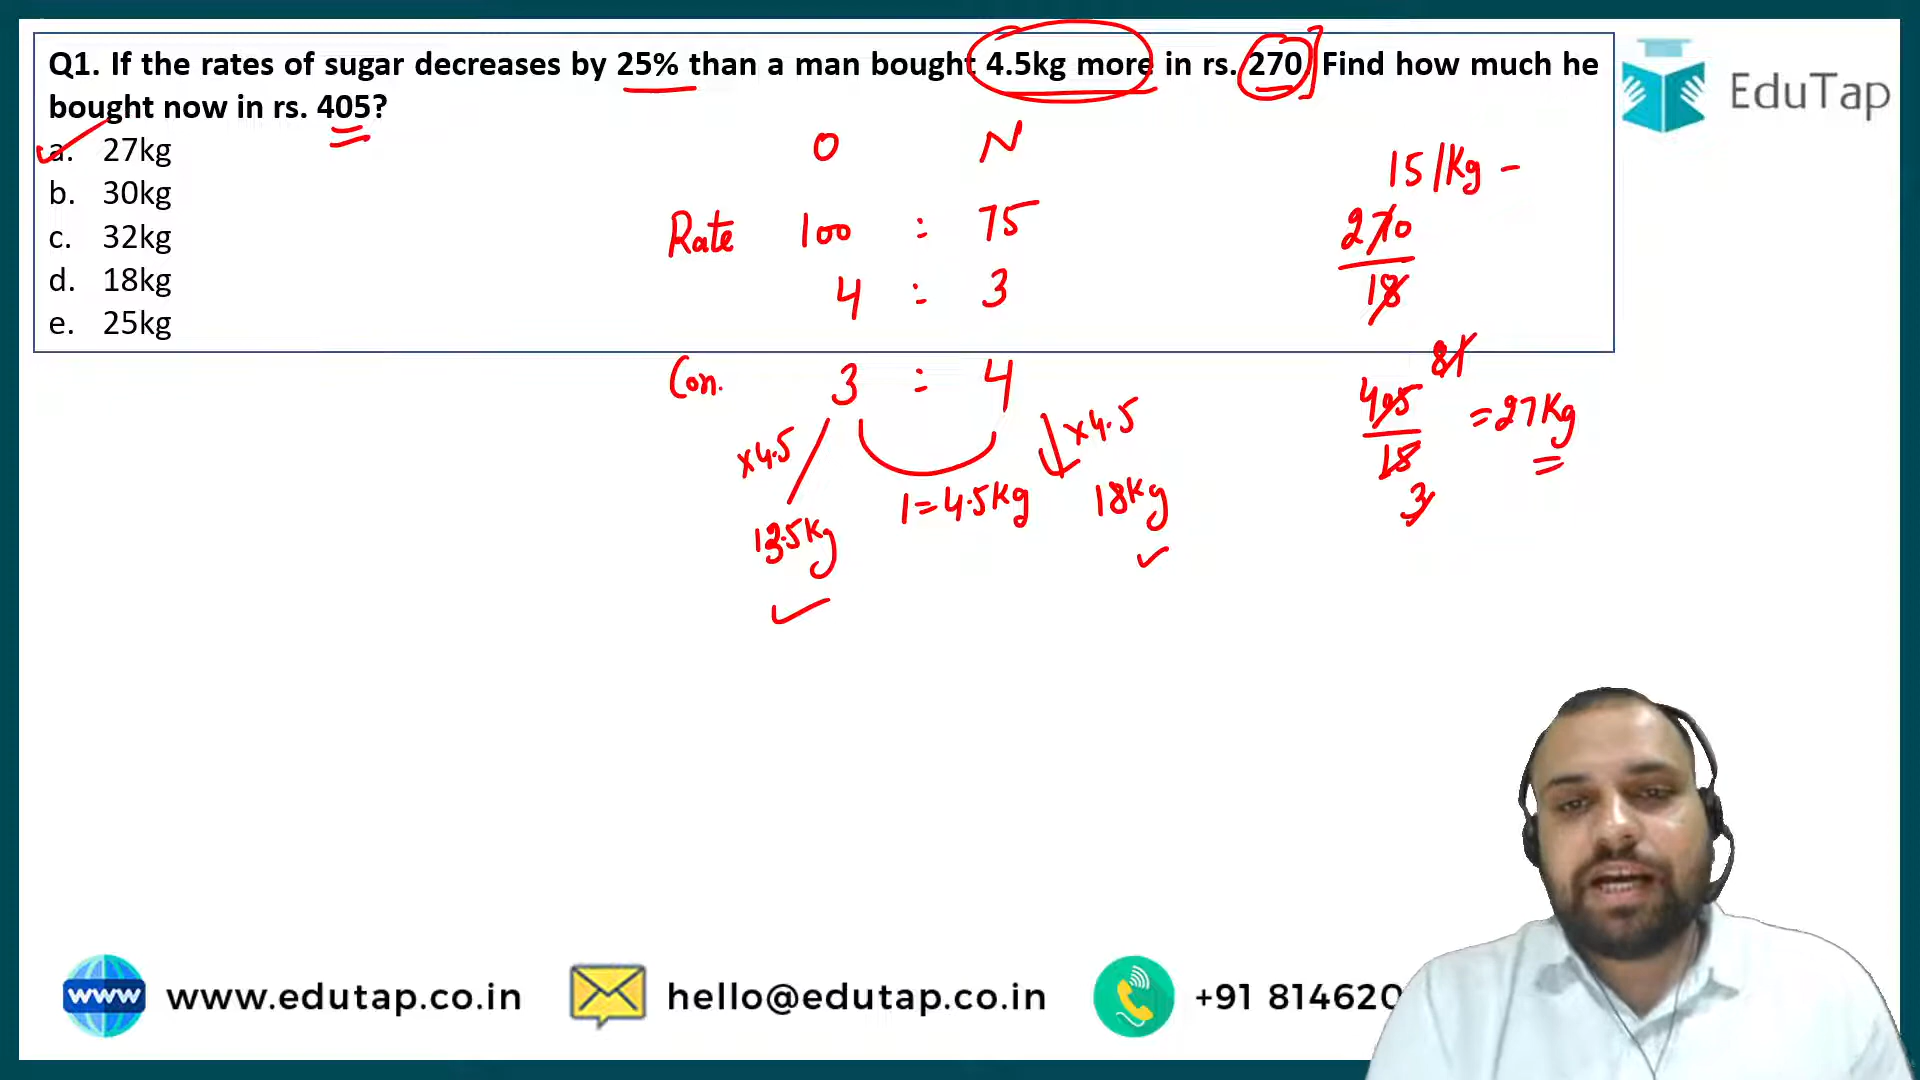 Q1. If the rates of sugar decreases by 25% than a man bought 4.5kg more in rs. 270. Find how much he
bought now in rs. 405?
a. 27kg
b. 30kg
c. 32kg
d. 18kg
e. 25kg
EduTap
O N
Rate 100 : 75
4 : 3
Con. 3 : 4
×4.5 ×4.5
13.5kg 1=4.5kg 18kg
15/kg -
270
18
81
405
18
3
=27kg
www
www.edutap.co.in
hello@edutap.co.in
+91 814620